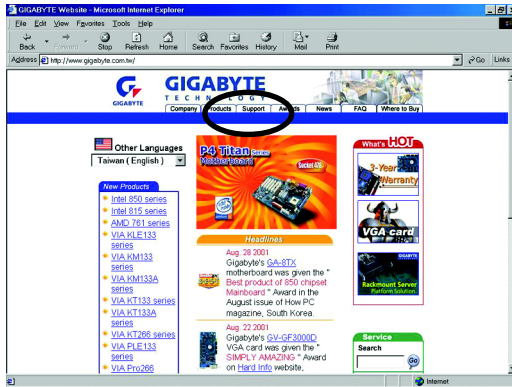 GIGABYTE Website - Microsoft Internet Explorer
File Edit View Favorites Tools Help
Back Forward Stop Refresh Home Search Favorites History Mail Print
Address http://www.gigabyte.com.tw/ Go Links
GIGABYTE
GIGABYTE
TECHNOLOGY
Company Products Support Awards News FAQ Where to Buy
Other Languages
Taiwan ( English )
New Products
Intel 850 series
Intel 815 series
AMD 761 series
VIA KLE133
series
VIA KM133
series
VIA KM133A
series
VIA KT133 series
VIA KT133A
series
VIA KT266 series
VIA PLE133
series
VIA Pro266
P4 Titan Series
Motherboard
Socket 478
Headlines
Aug. 28 2001
Gigabyte's GA-8TX
motherboard was given the "
Best product of 850 chipset
Mainboard " Award in the
August issue of How PC
magazine, South Korea.
Aug. 22 2001
Gigabyte's GV-GF3000D
VGA card was given the "
SIMPLY AMAZING " Award
on Hard Info website,
What's HOT
3-Year
Warranty
VGA card
GIGABYTE
Rackmount Server
Platform Solution
Service
Search
Go
Internet